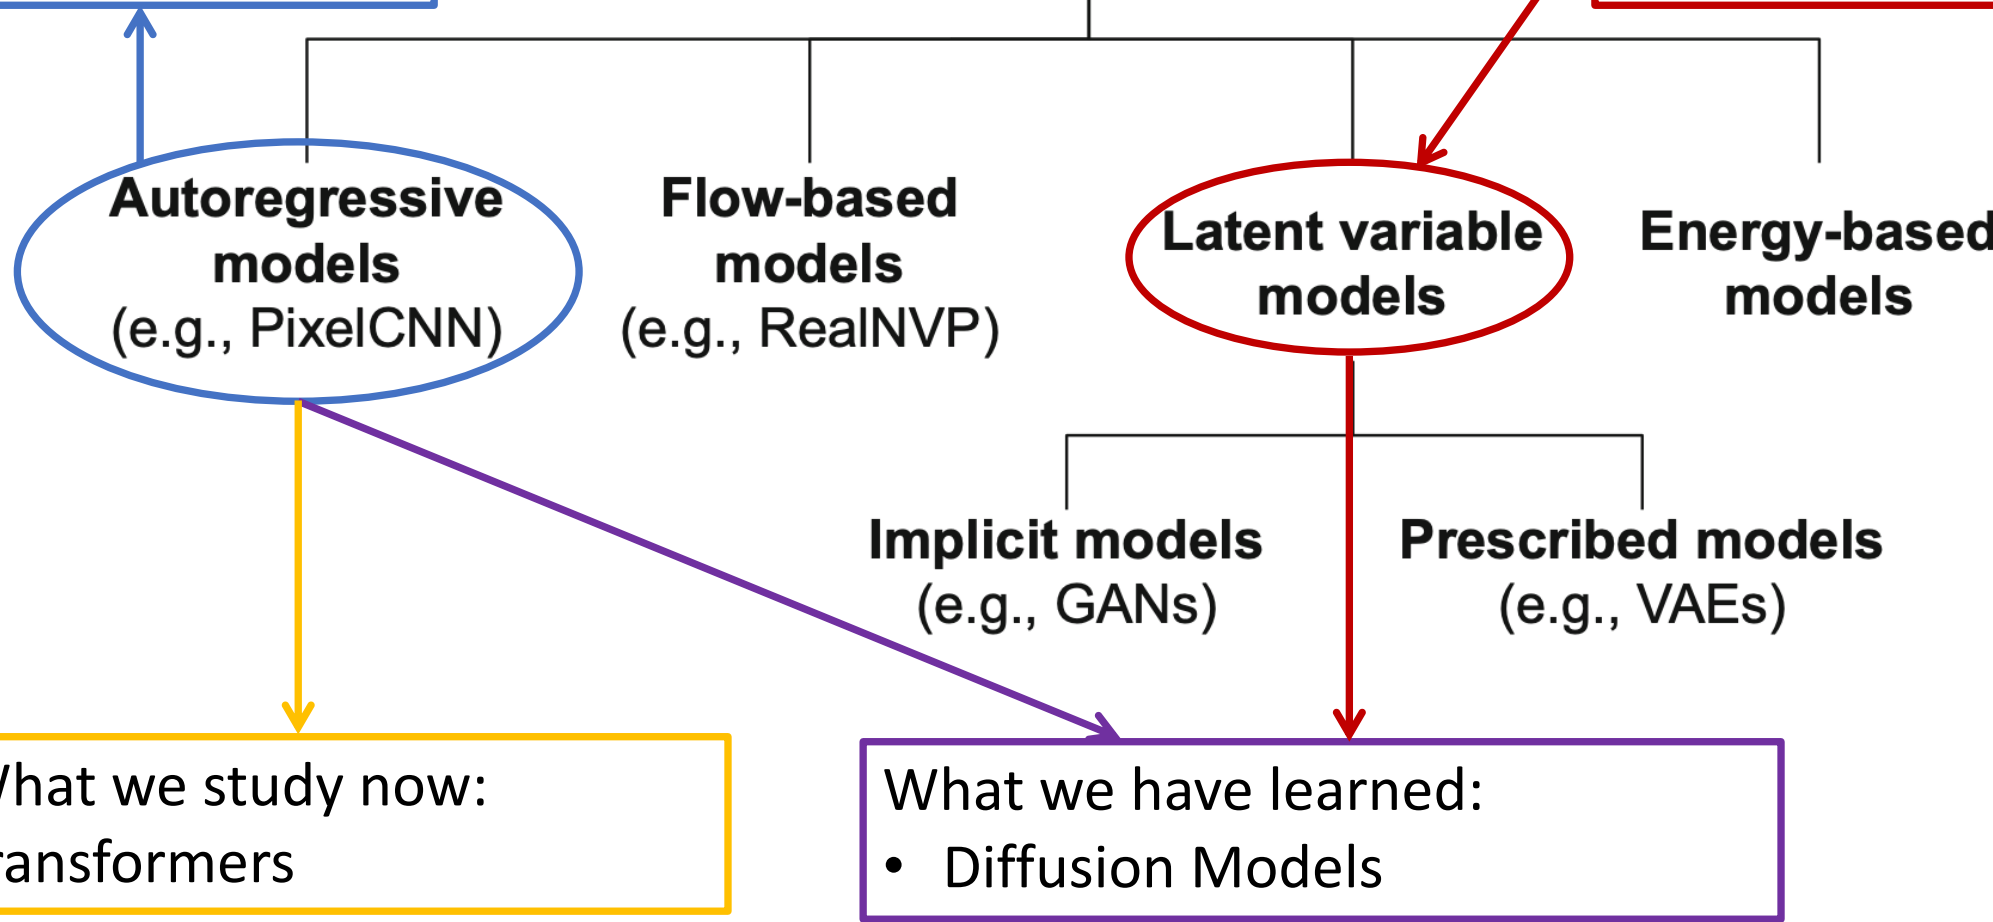 Autoregressive
models
(e.g., PixelCNN)
Flow-based
models
(e.g., RealNVP)
Latent variable
models
Energy-based
models
Implicit models
(e.g., GANs)
Prescribed models
(e.g., VAEs)
What we study now:
ransformers
What we have learned:
• Diffusion Models